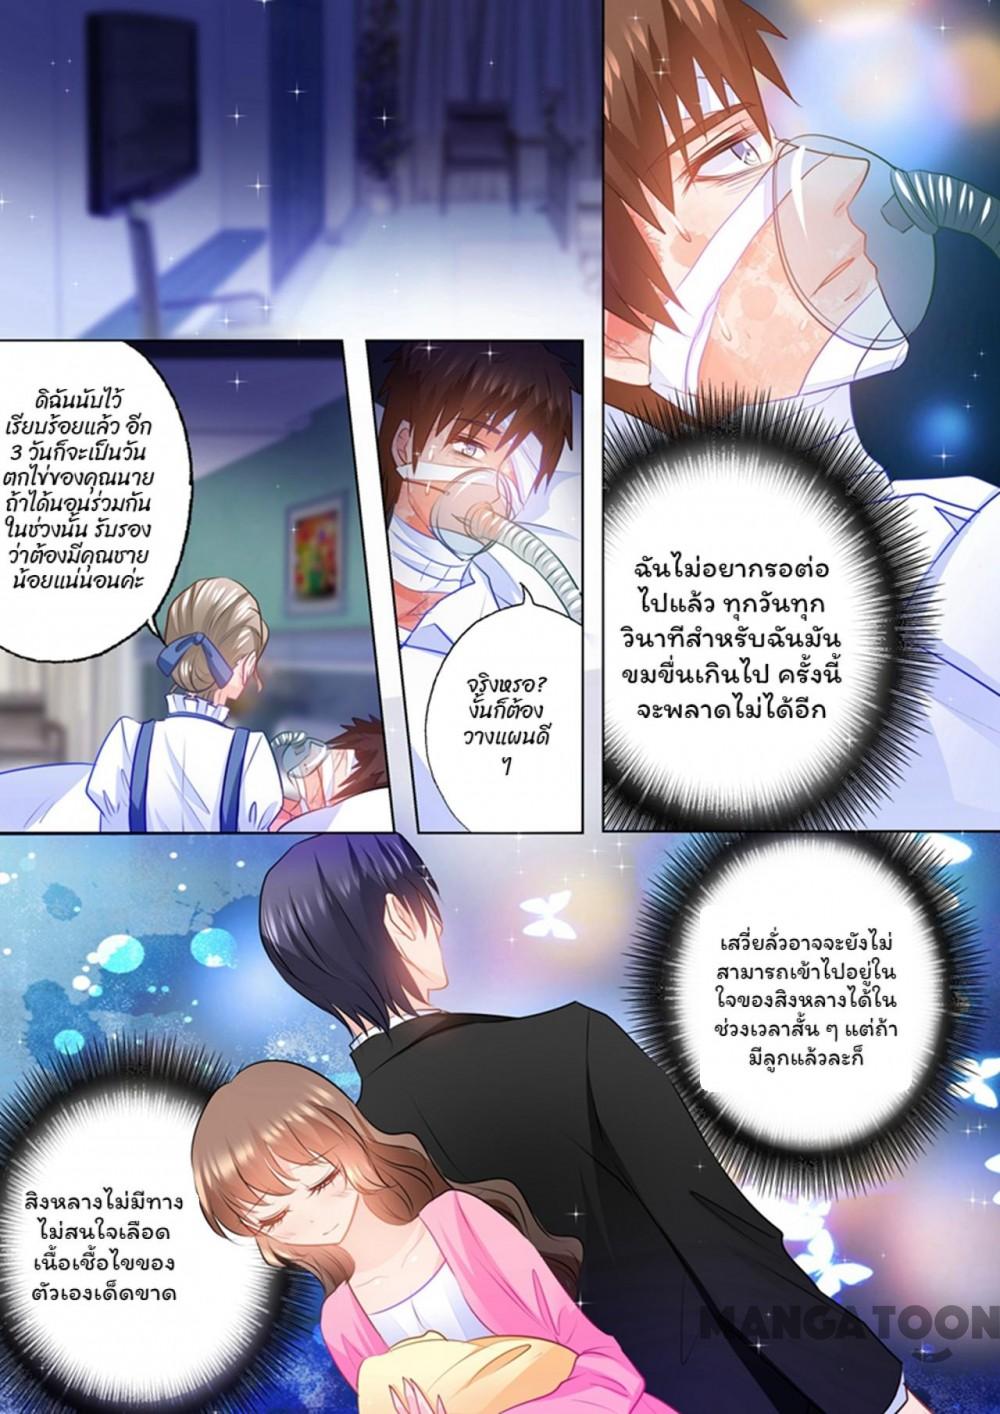 ดิฉันนับไว้
เรียบร้อยแล้ว อีก
3 วันก็จะเป็นวัน
ตกไข่ของคุณนาย
ถ้าได้นอนร่วมกัน
ในช่วงนั้น รับรอง
ว่าต้องมีคุณชาย
น้อยแน่นอนค่ะ
จริงหรอ?
งั้นก็ต้อง
วางแผนดี
ๆ
ฉันไม่อยากรอต่อ
ไปแล้ว ทุกวันทุก
วินาทีสำหรับฉันมัน
ขมขื่นเกินไป ครั้งนี้
จะพลาดไม่ได้อีก
เสวี่ยลั่วอาจจะยังไม่
สามารถเข้าไปอยู่ใน
ใจของสิงหลางได้ใน
ช่วงเวลาสั้น ๆ แต่ถ้า
มีลูกแล้วละก็
สิงหลางไม่มีทาง
ไม่สนใจเลือด
เนื้อเชื้อไขของ
ตัวเองเด็ดขาด
MANGATOON